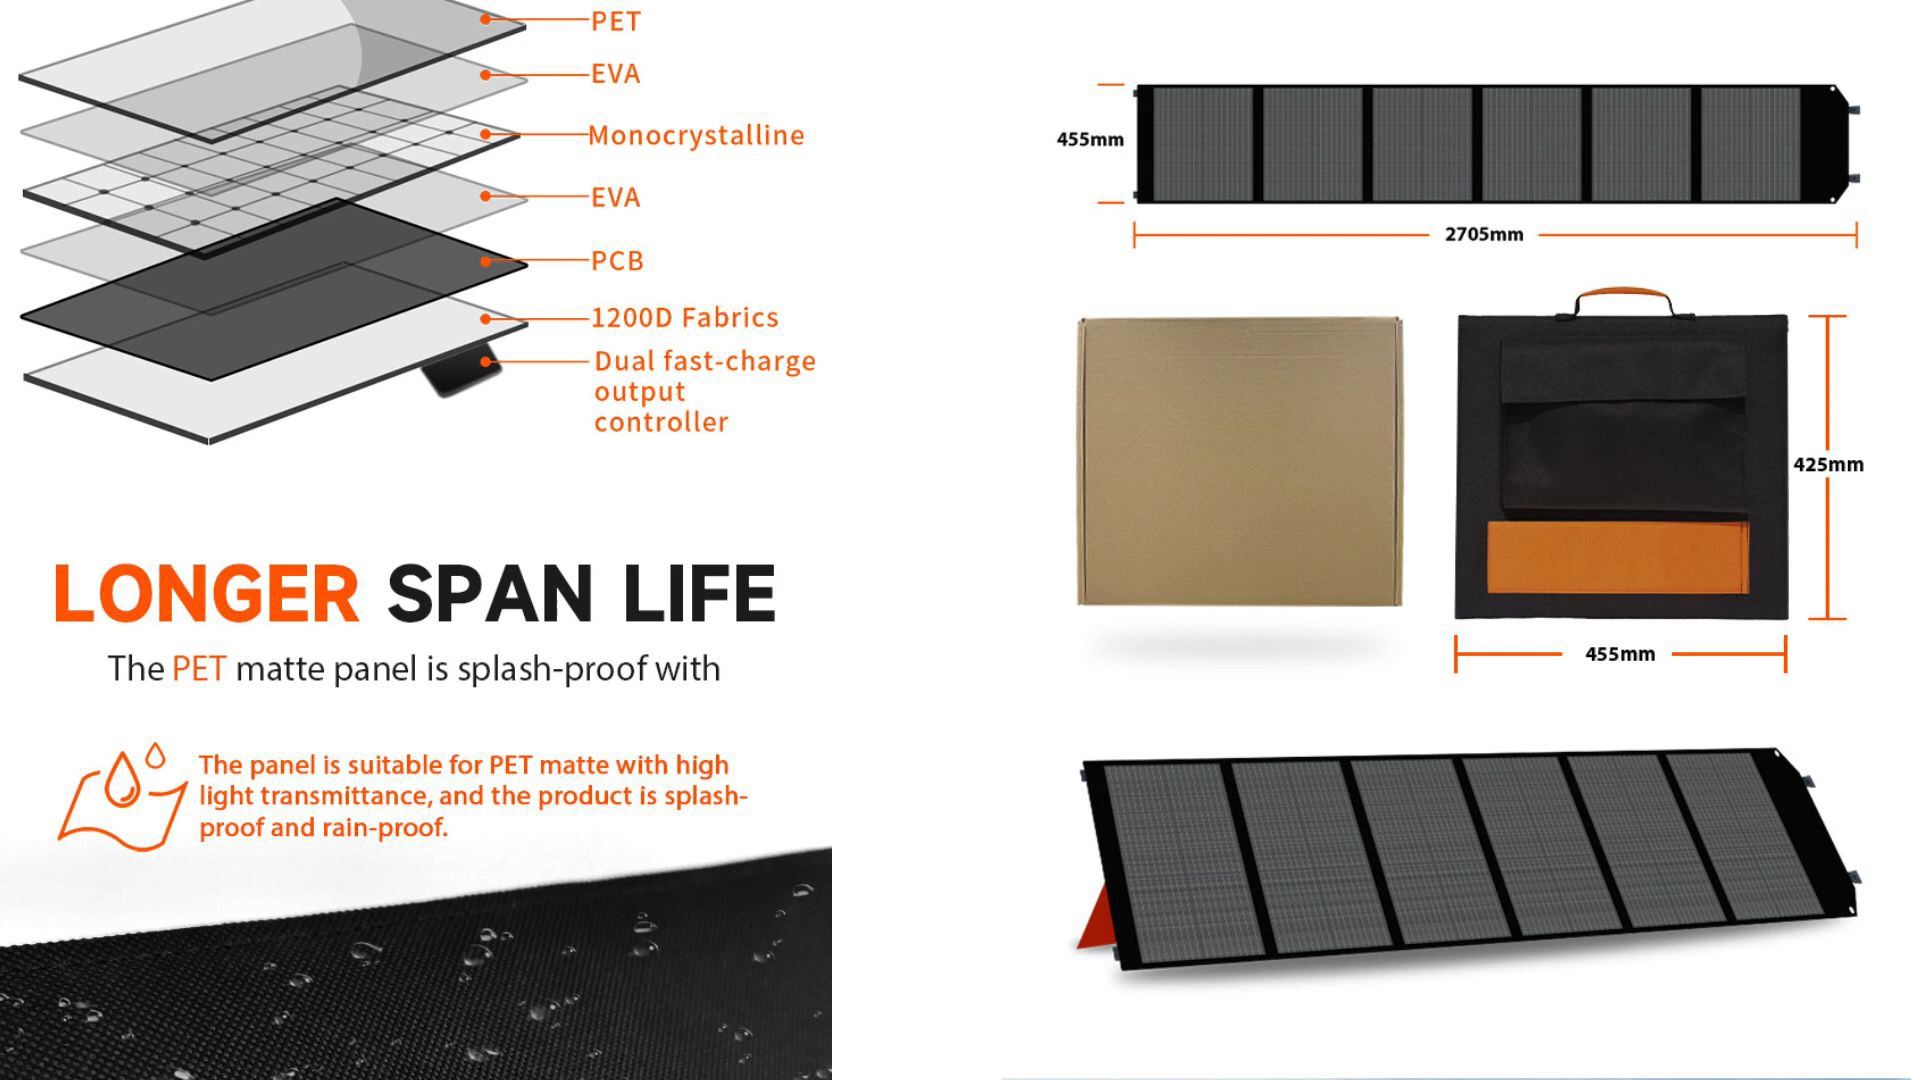 PET
EVA
Monocrystalline
EVA
PCB
1200D Fabrics
Dual fast-charge
output
controller
LONGER SPAN LIFE
The PET matte panel is splash-proof with
The panel is suitable for PET matte with high
light transmittance, and the product is splash-
proof and rain-proof.
455mm
2705mm
425mm
455mm